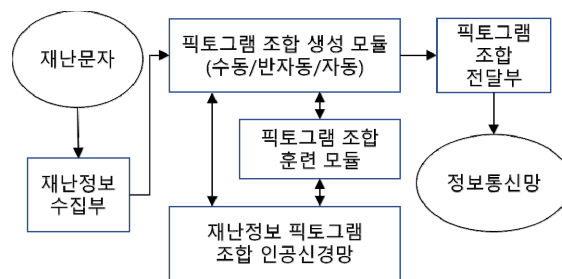 재난문자
재난정보
수집부
픽토그램 조합 생성 모듈
(수동/반자동/자동)
픽토그램 조합
훈련 모듈
재난정보 픽토그램
조합 인공신경망
픽토그램
조합
전달부
정보통신망